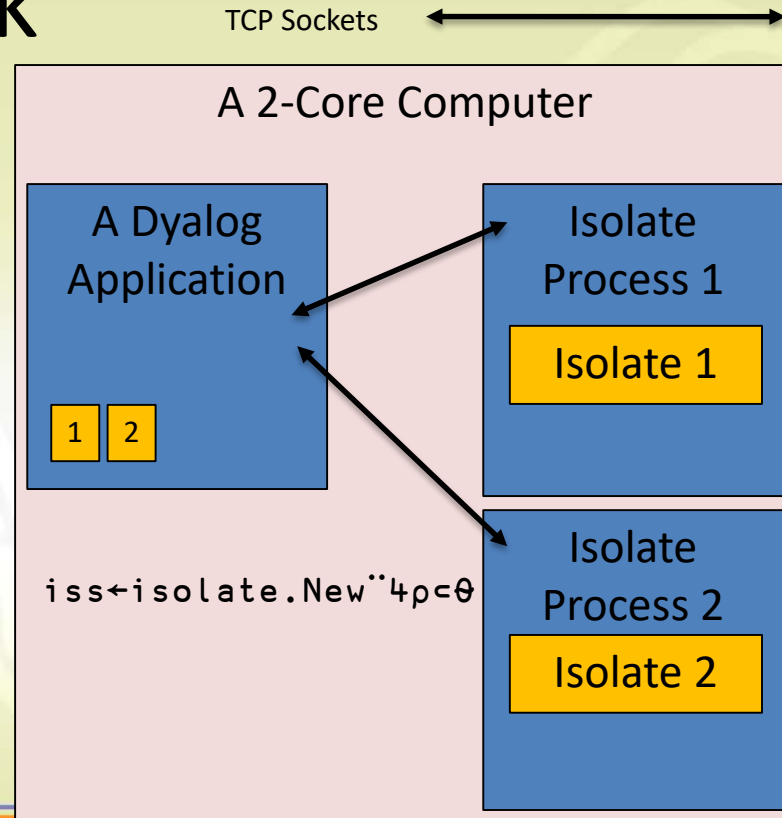 K
TCP Sockets
A 2-Core Computer
A Dyalog
Application
1 2
Isolate
Process 1
Isolate 1
iss←isolate.New¨4⍴⊂⍬
Isolate
Process 2
Isolate 2